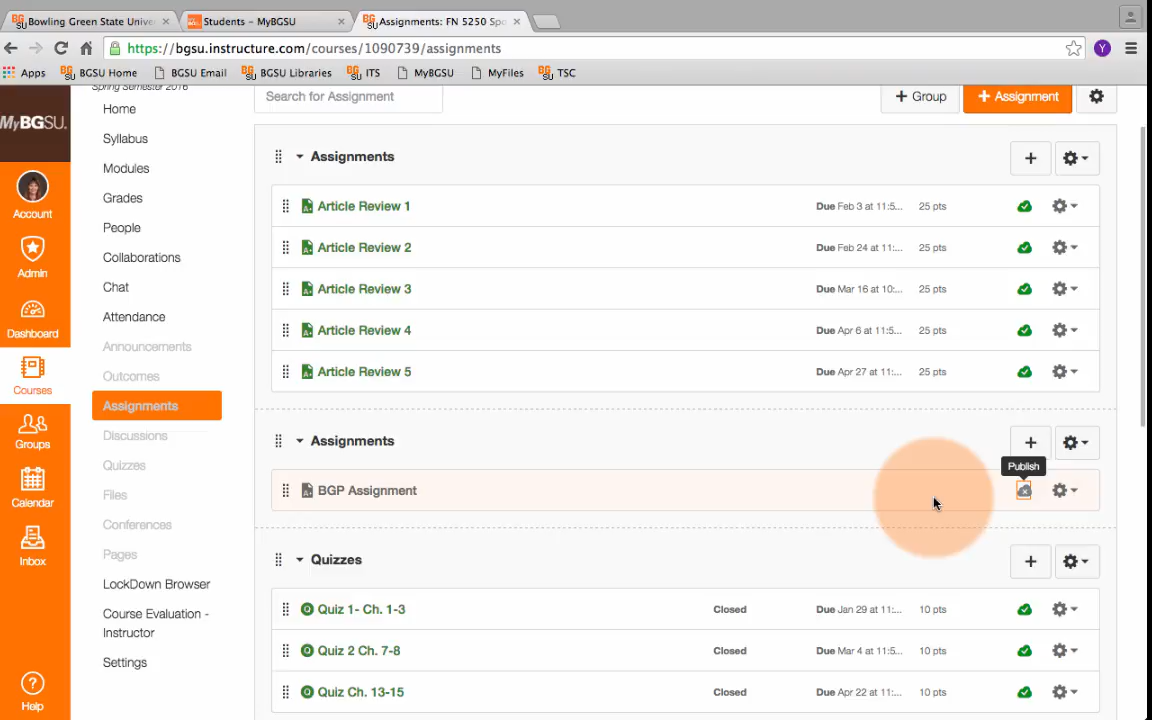 Bowling Green State Unive
Students – MyBGSU
Assignments: FN 5250 Spo
https://bgsu.instructure.com/courses/1090739/assignments
Apps
BGSU Home
BGSU Email
BGSU Libraries
ITS
MyBGSU
MyFiles
TSC
MyBGSU.
Account
Admin
Dashboard
Courses
Groups
Calendar
Inbox
Help
Spring Semester 2016
Home
Syllabus
Modules
Grades
People
Collaborations
Chat
Attendance
Announcements
Outcomes
Assignments
Discussions
Quizzes
Files
Conferences
Pages
LockDown Browser
Course Evaluation -
Instructor
Settings
Search for Assignment
+ Group
+ Assignment
Assignments
Article Review 1 Due Feb 3 at 11:5... 25 pts
Article Review 2 Due Feb 24 at 11:... 25 pts
Article Review 3 Due Mar 16 at 10:... 25 pts
Article Review 4 Due Apr 6 at 11:5... 25 pts
Article Review 5 Due Apr 27 at 11:... 25 pts
Assignments
Publish
BGP Assignment
Quizzes
Quiz 1- Ch. 1-3 Closed Due Jan 29 at 11:... 10 pts
Quiz 2 Ch. 7-8 Closed Due Mar 4 at 11:5... 10 pts
Quiz Ch. 13-15 Closed Due Apr 22 at 11:... 10 pts